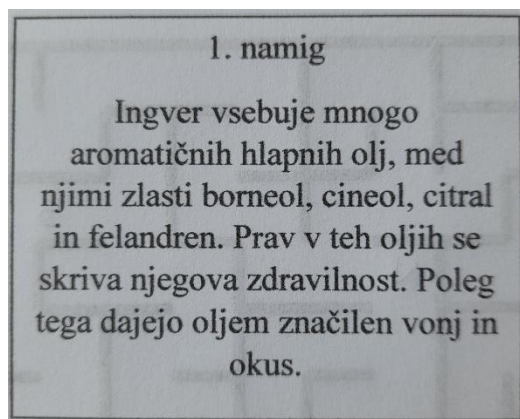 1. namig
Ingver vsebuje mnogo
aromatičnih hlapnih olj, med
njimi zlasti borneol, cineol, citral
in felandren. Prav v teh oljih se
skriva njegova zdravilnost. Poleg
tega dajejo oljem značilen vonj in
okus.